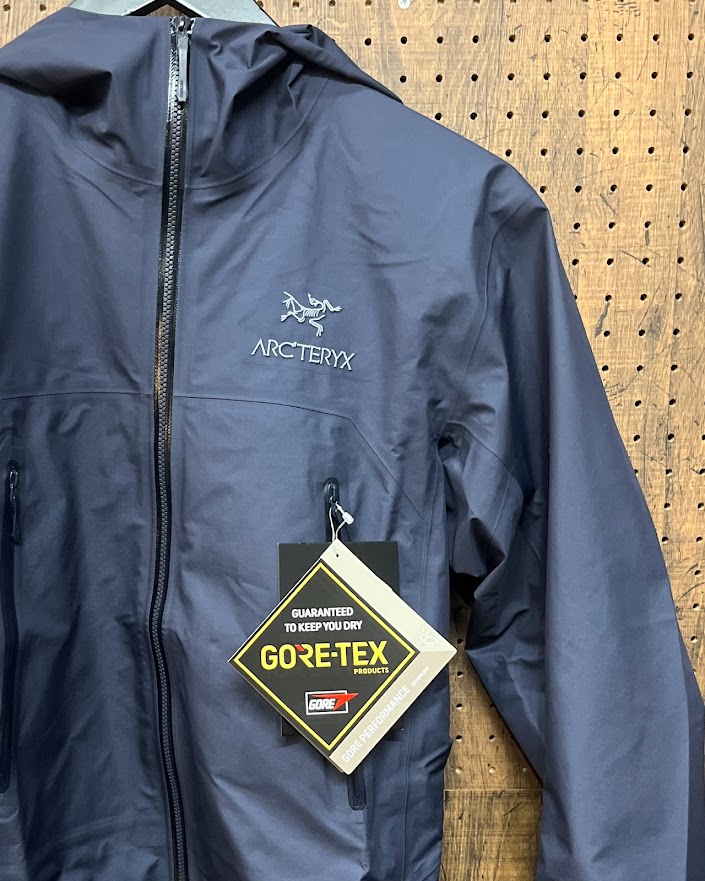 ARC'TERYX
GUARANTEED
TO KEEP YOU DRY
GORE-TEX
PRODUCTS
GORE
GORE PERFORMANCE